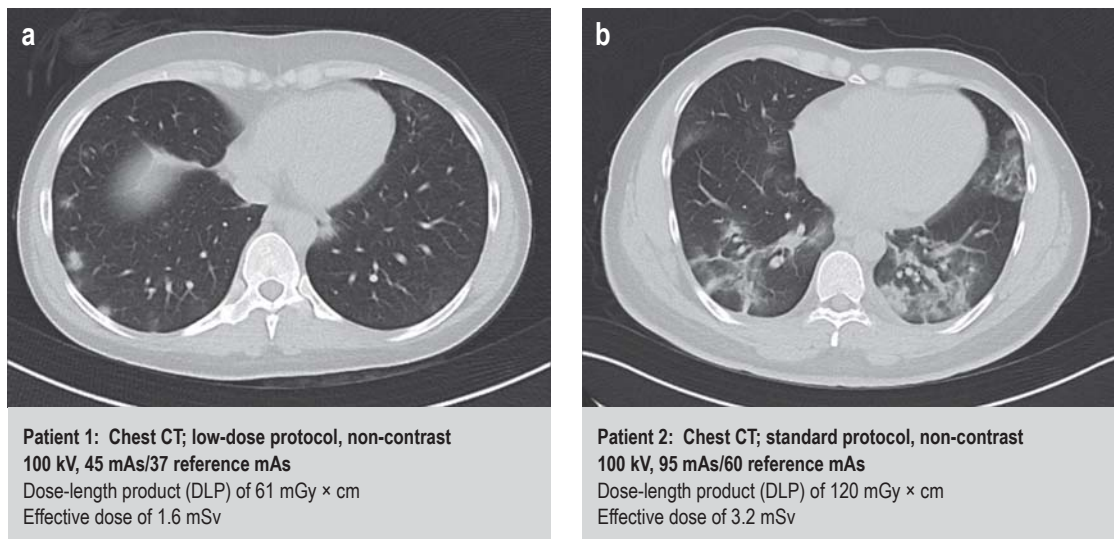 a
Patient 1: Chest CT; low-dose protocol, non-contrast
100 kV, 45 mAs/37 reference mAs
Dose-length product (DLP) of 61 mGy × cm
Effective dose of 1.6 mSv
b
Patient 2: Chest CT; standard protocol, non-contrast
100 kV, 95 mAs/60 reference mAs
Dose-length product (DLP) of 120 mGy × cm
Effective dose of 3.2 mSv